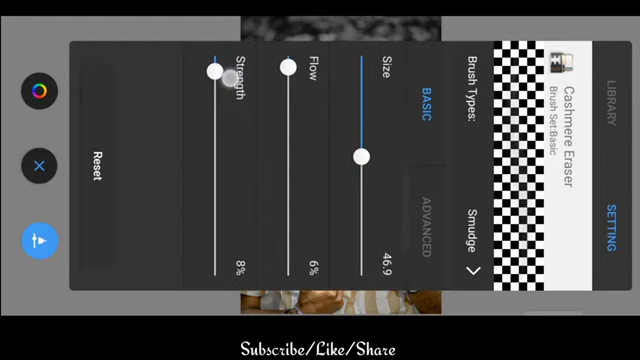 LIBRARY
SETTING
Cashmere Eraser
Brush Set:Basic
Brush Types:
Smudge
BASIC
ADVANCED
Size
46.9
Flow
6%
Strength
8%
Reset
Subscribe/Like/Share